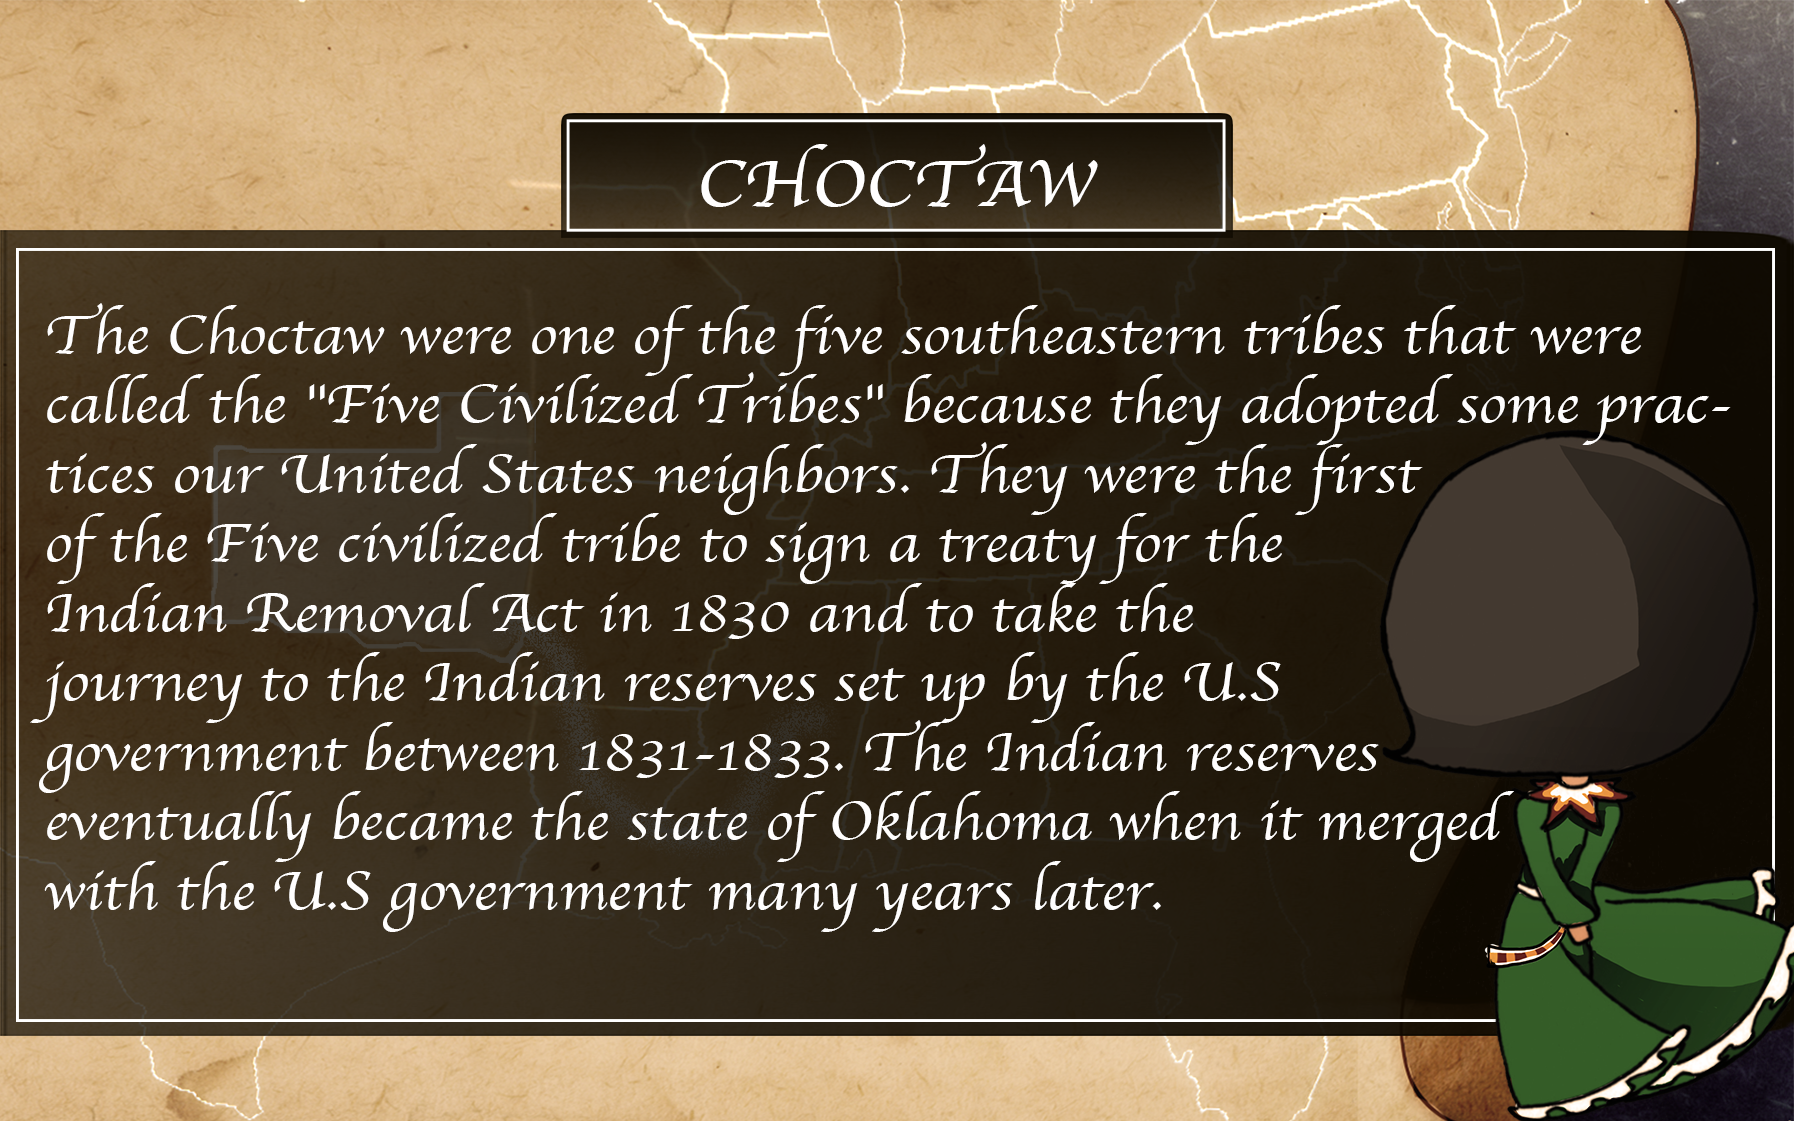 CHOCTAW
The Choctaw were one of the five southeastern tribes that were
called the "Five Civilized Tribes" because they adopted some prac-
tices our United States neighbors. They were the first
of the Five civilized tribe to sign a treaty for the
Indian Removal Act in 1830 and to take the
journey to the Indian reserves set up by the U.S
government between 1831-1833. The Indian reserves
eventually became the state of Oklahoma when it merged
with the U.S government many years later.